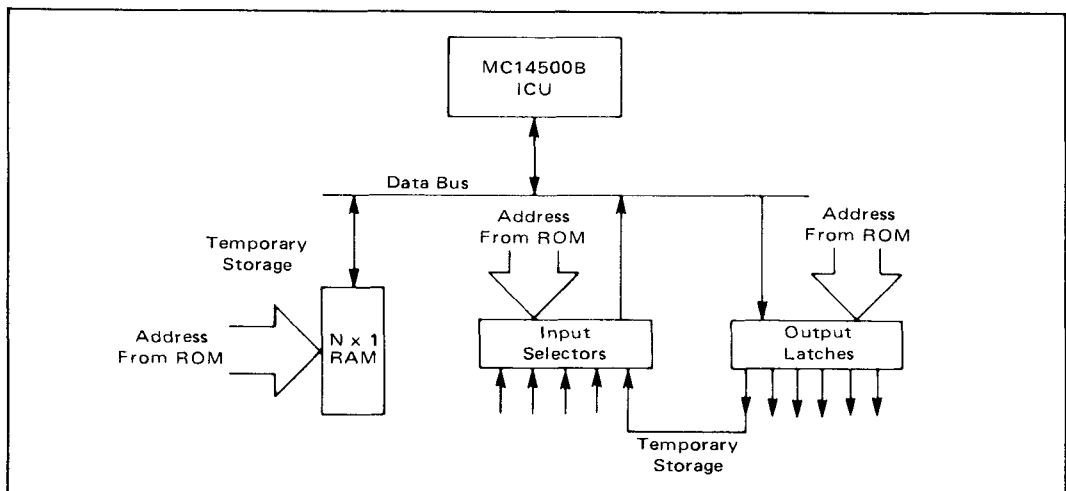 MC14500B
ICU
Data Bus
Address
From ROM
Address
From ROM
Temporary
Storage
Address
From ROM
N x 1
RAM
Input
Selectors
Output
Latches
Temporary
Storage